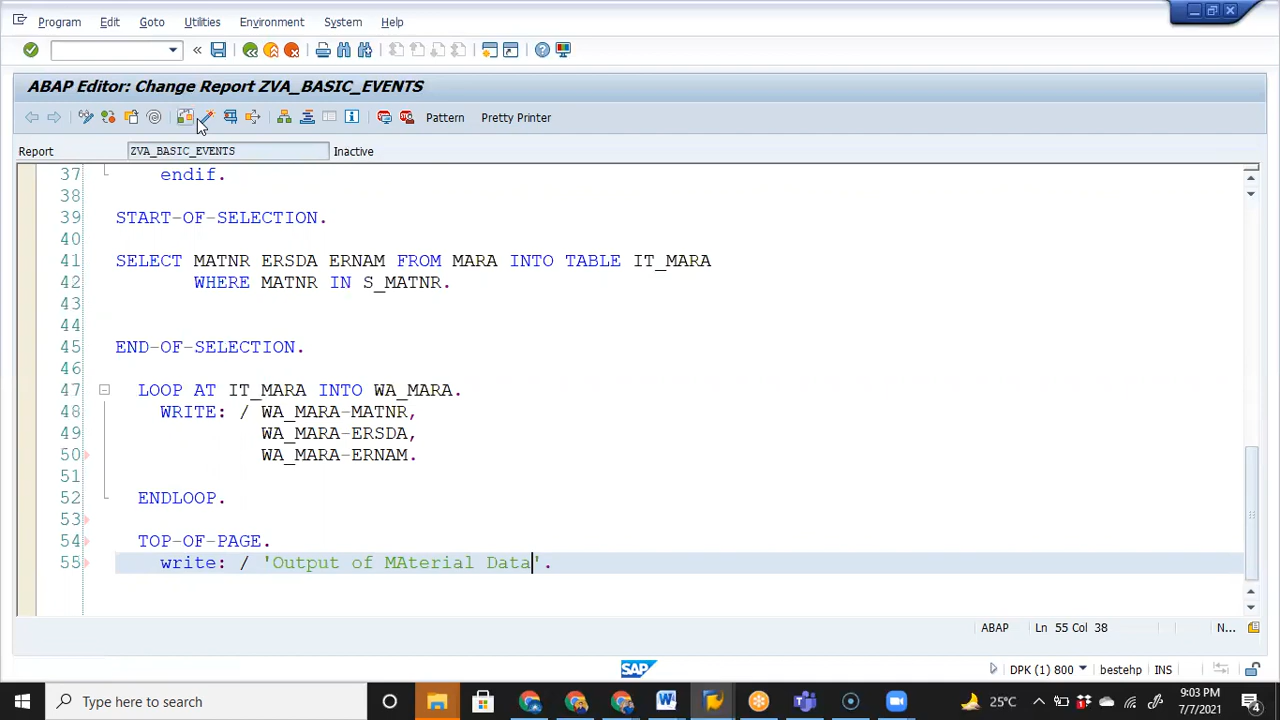 Program Edit Goto Utilities Environment System Help
ABAP Editor: Change Report ZVA_BASIC_EVENTS
Pattern Pretty Printer
Report ZVA_BASIC_EVENTS Inactive
37 endif.
38
39 START-OF-SELECTION.
40
41 SELECT MATNR ERSDA ERNAM FROM MARA INTO TABLE IT_MARA
42 WHERE MATNR IN S_MATNR.
43
44
45 END-OF-SELECTION.
46
47 LOOP AT IT_MARA INTO WA_MARA.
48 WRITE: / WA_MARA-MATNR,
49 WA_MARA-ERSDA,
50 WA_MARA-ERNAM.
51
52 ENDLOOP.
53
54 TOP-OF-PAGE.
55 write: / 'Output of MAterial Data'.
ABAP Ln 55 Col 38 N...
SAP DPK (1) 800 bestehp INS
Type here to search 25°C 9:03 PM
7/7/2021 4